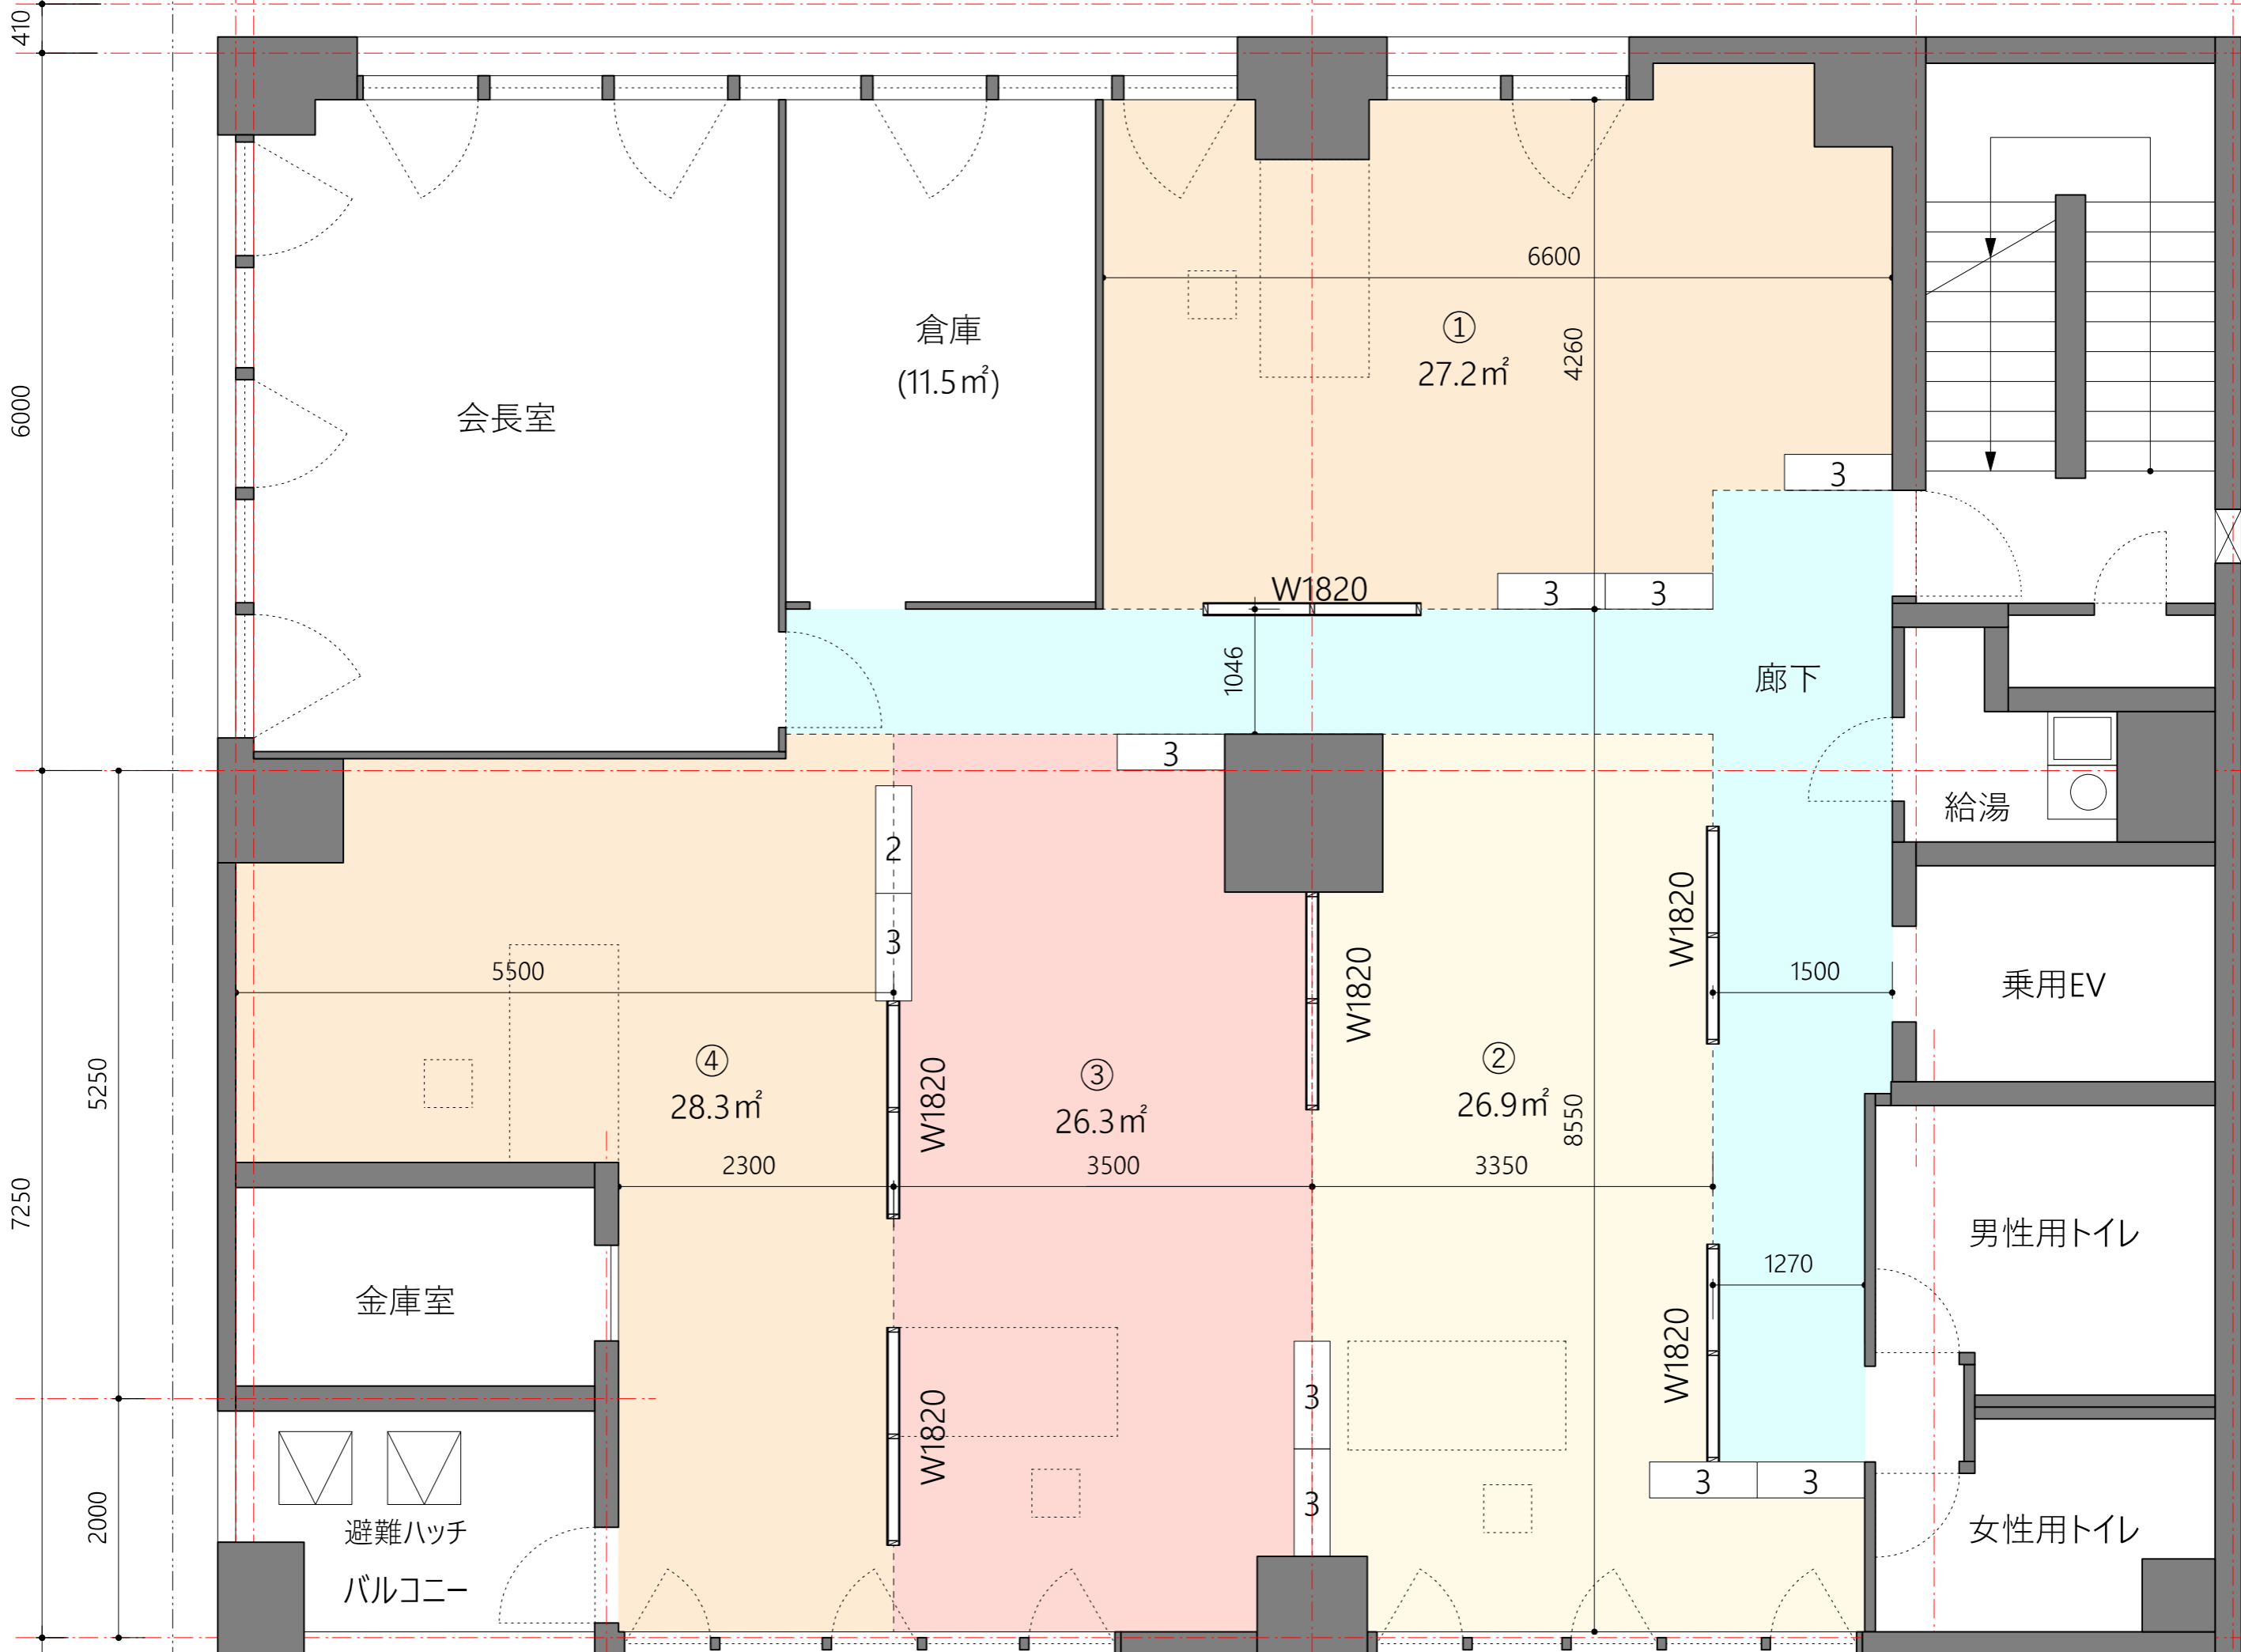 410
6000
7250
5250
2000
会長室
倉庫
(11.5㎡)
6600
①
27.2㎡
4260
3
W1820
3
3
1046
廊下
3
給湯
2
3
W1820
W1820
5500
1500
乗用EV
④
28.3㎡
W1820
③
26.3㎡
②
26.9㎡
8550
2300
3500
3350
男性用トイレ
1270
金庫室
W1820
W1820
3
3
3
3
避難ハッチ
女性用トイレ
バルコニー